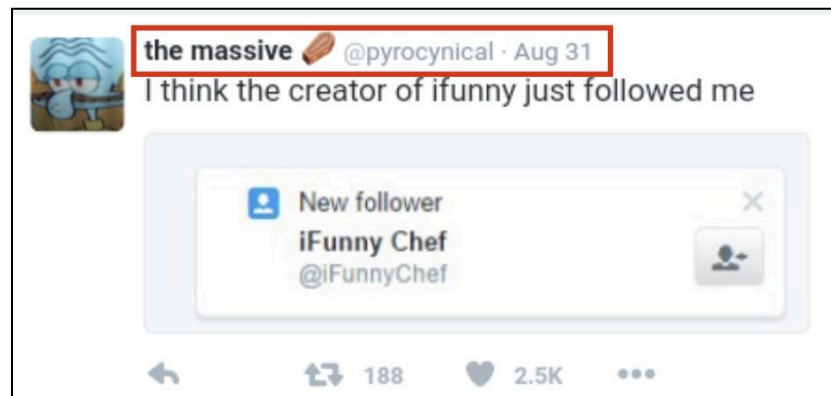 the massive ⚰️ @pyrocynical · Aug 31
I think the creator of ifunny just followed me
New follower
iFunny Chef
@iFunnyChef
188 2.5K